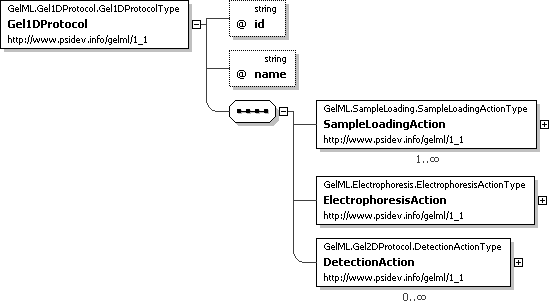 GelML.Gel1DProtocol.Gel1DProtocolType
Gel1DProtocol
http://www.psidev.info/gelml/1_1
string
@ id
string
@ name
GelML.SampleLoading.SampleLoadingActionType
SampleLoadingAction
http://www.psidev.info/gelml/1_1
1..∞
GelML.Electrophoresis.ElectrophoresisActionType
ElectrophoresisAction
http://www.psidev.info/gelml/1_1
GelML.Gel2DProtocol.DetectionActionType
DetectionAction
http://www.psidev.info/gelml/1_1
0..∞